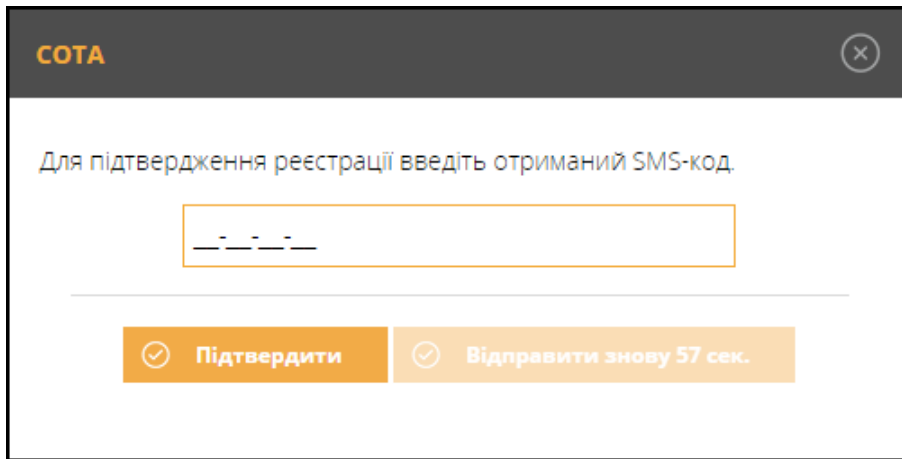 СОТА
Для підтвердження реєстрації введіть отриманий SMS-код.
__-__-__-__
Підтвердити
Відправити знову 57 сек.